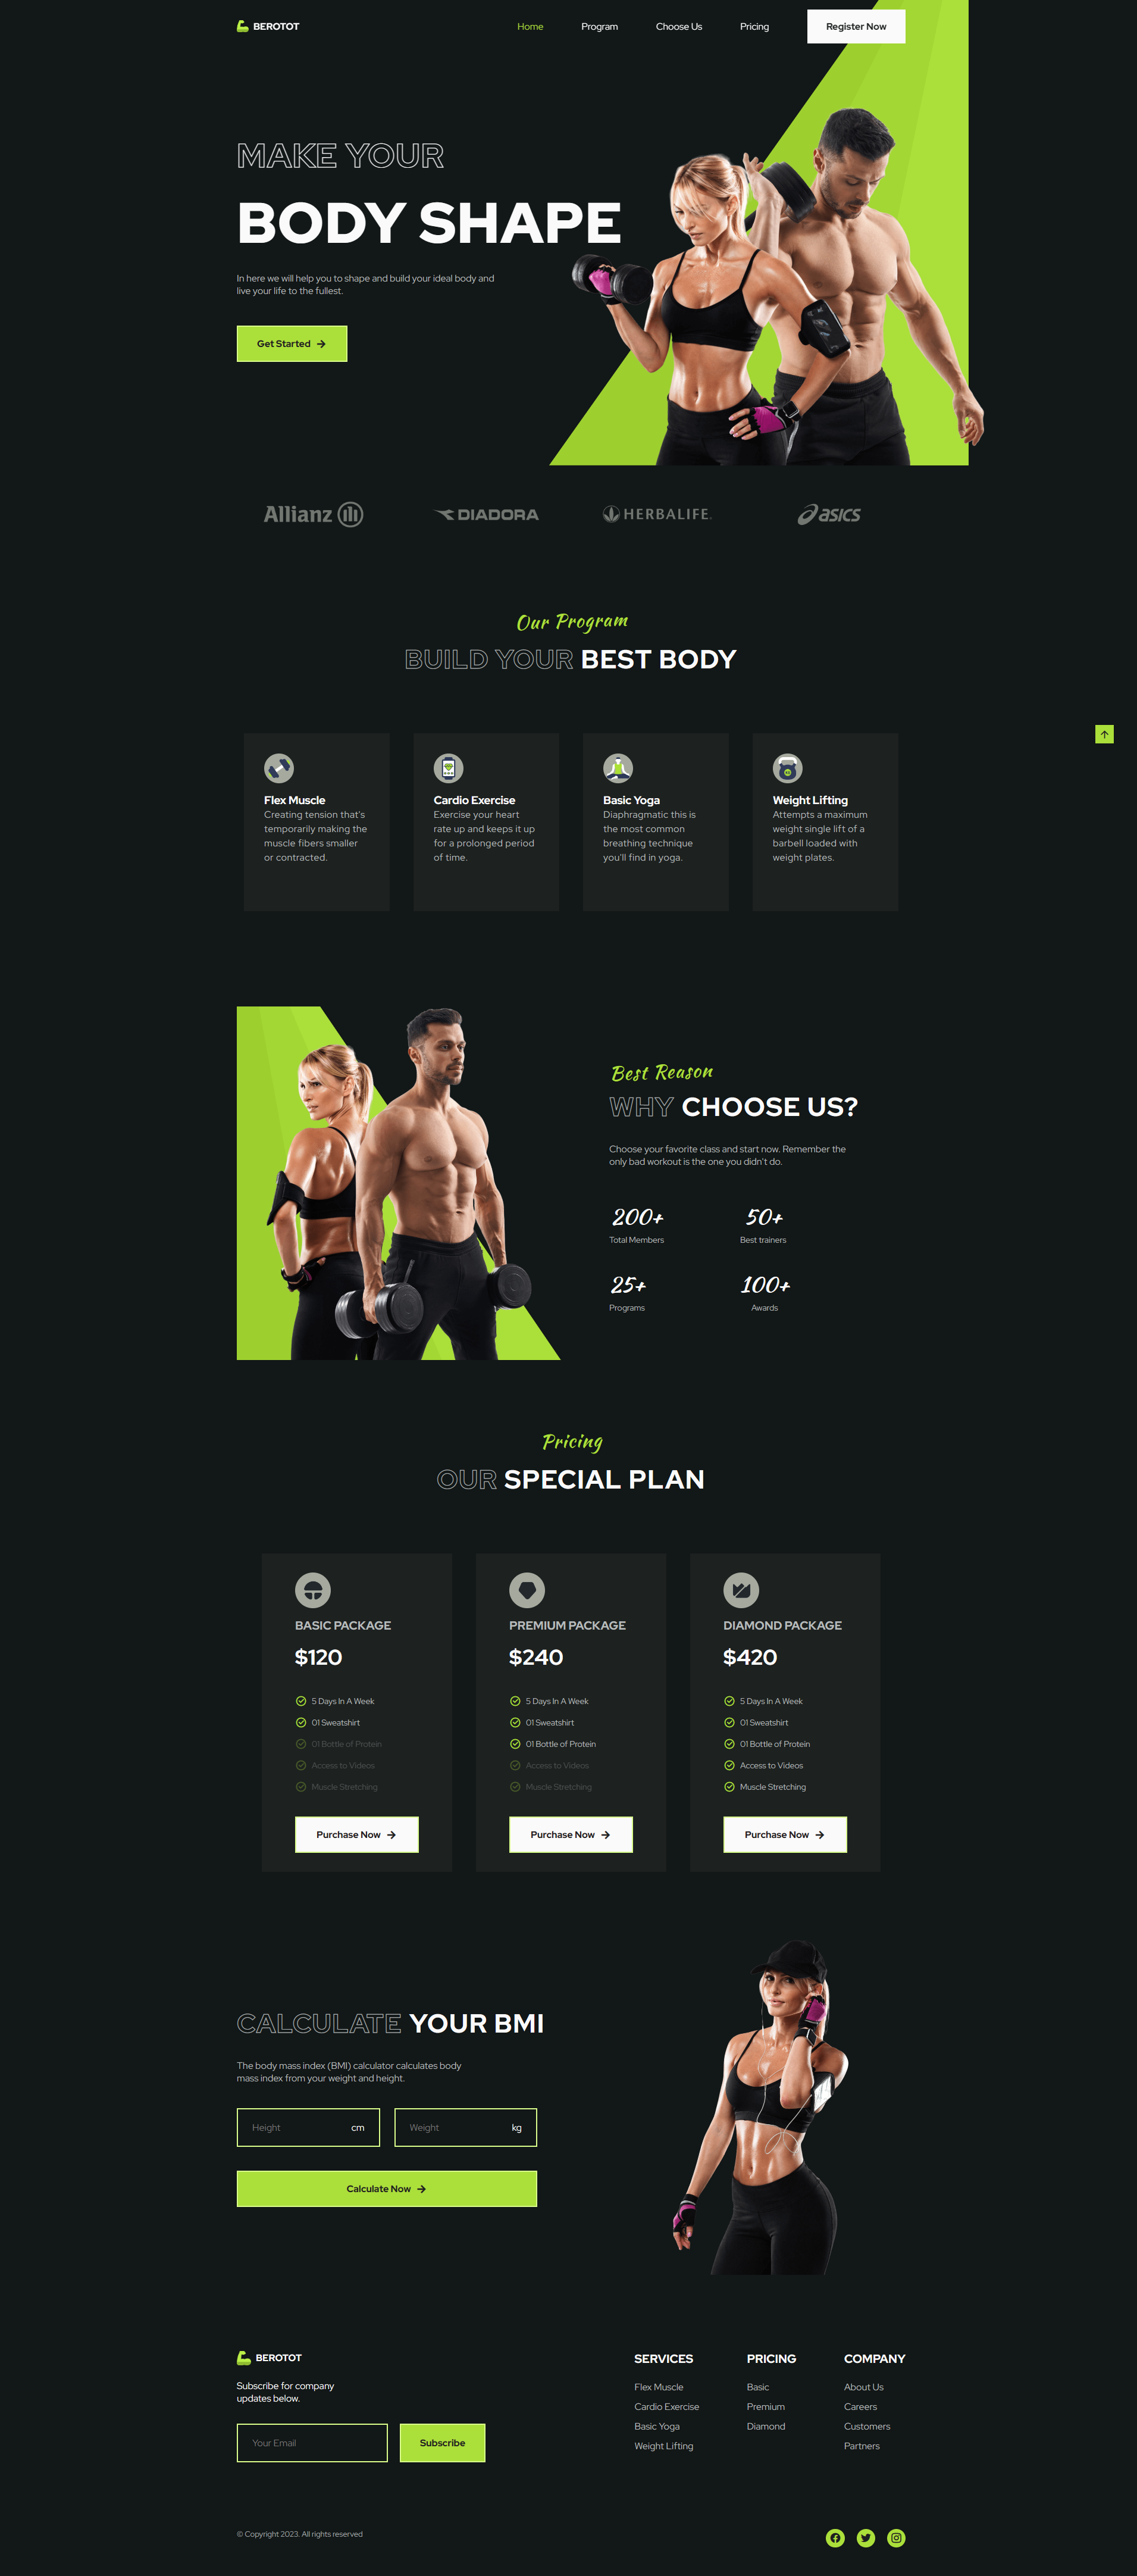 BEROTOT
Home
Program
Choose Us
Pricing
Register Now
MAKE YOUR
BODY SHAPE
In here we will help you to shape and build your ideal body and
live your life to the fullest.
Get Started
Allianz
DIADORA
HERBALIFE.
asics
Our Program
BUILD YOUR BEST BODY
Flex Muscle
Creating tension that's
temporarily making the
muscle fibers smaller
or contracted.
Cardio Exercise
Exercise your heart
rate up and keeps it up
for a prolonged period
of time.
Basic Yoga
Diaphragmatic this is
the most common
breathing technique
you'll find in yoga.
Weight Lifting
Attempts a maximum
weight single lift of a
barbell loaded with
weight plates.
Best Reason
WHY CHOOSE US?
Choose your favorite class and start now. Remember the
only bad workout is the one you didn't do.
200+
Total Members
50+
Best trainers
25+
Programs
100+
Awards
Pricing
OUR SPECIAL PLAN
BASIC PACKAGE
$120
5 Days In A Week
01 Sweatshirt
01 Bottle of Protein
Access to Videos
Muscle Stretching
Purchase Now
PREMIUM PACKAGE
$240
5 Days In A Week
01 Sweatshirt
01 Bottle of Protein
Access to Videos
Muscle Stretching
Purchase Now
DIAMOND PACKAGE
$420
5 Days In A Week
01 Sweatshirt
01 Bottle of Protein
Access to Videos
Muscle Stretching
Purchase Now
CALCULATE YOUR BMI
The body mass index (BMI) calculator calculates body
mass index from your weight and height.
Height cm
Weight kg
Calculate Now
BEROTOT
Subscribe for company
updates below.
Your Email
Subscribe
SERVICES
Flex Muscle
Cardio Exercise
Basic Yoga
Weight Lifting
PRICING
Basic
Premium
Diamond
COMPANY
About Us
Careers
Customers
Partners
© Copyright 2023. All rights reserved